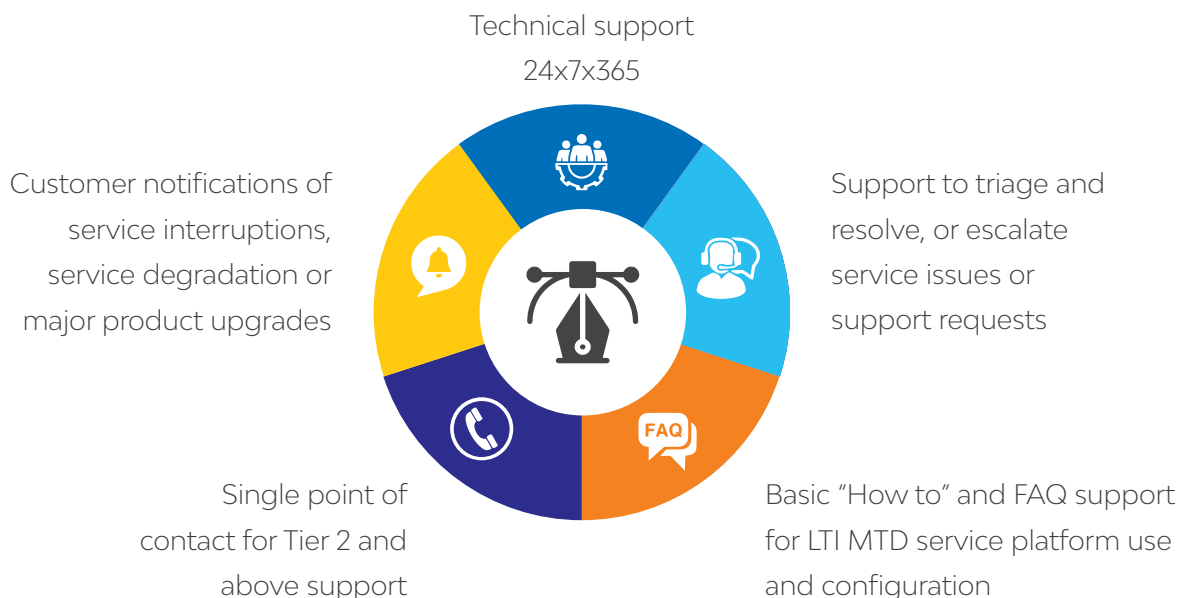 Technical support
24x7x365
Customer notifications of
service interruptions,
service degradation or
major product upgrades
Support to triage and
resolve, or escalate
service issues or
support requests
FAQ
Single point of
contact for Tier 2 and
above support
Basic “How to” and FAQ support
for LTI MTD service platform use
and configuration